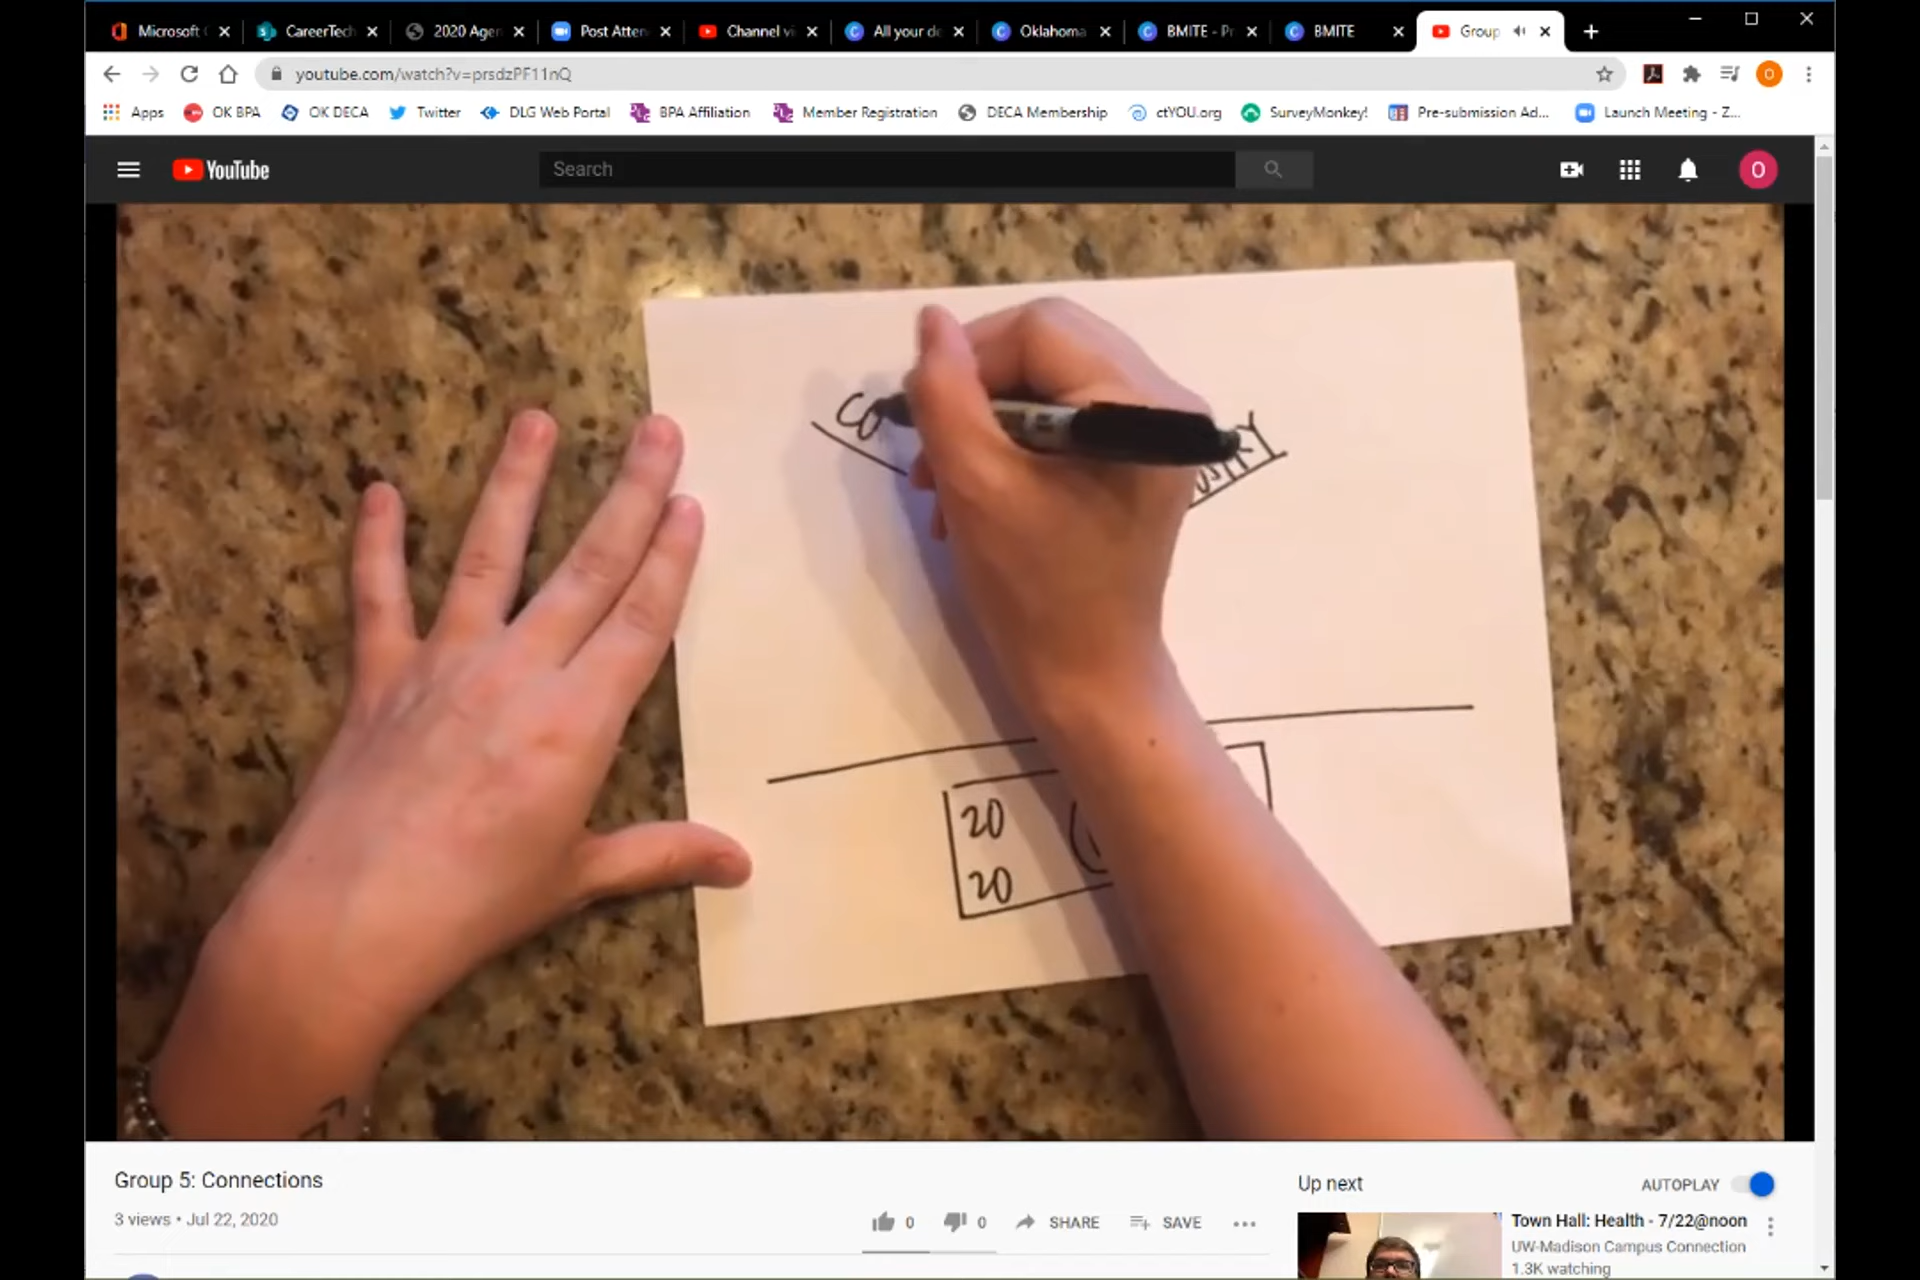 Microsoft
CareerTech
2020 Agen
Post Atten
Channel vi
All your de
Oklahoma
BMITE - Pr
BMITE
Group
youtube.com/watch?v=prsdzPF11nQ
O
Apps
OK BPA
OK DECA
Twitter
DLG Web Portal
BPA Affiliation
Member Registration
DECA Membership
ctYOU.org
SurveyMonkey!
Pre-submission Ad...
Launch Meeting - Z...
YouTube
Search
O
CO
USTRY
20
20
Group 5: Connections
3 views • Jul 22, 2020
0
0
SHARE
SAVE
Up next
AUTOPLAY
Town Hall: Health - 7/22@noon
UW-Madison Campus Connection
1.3K watching